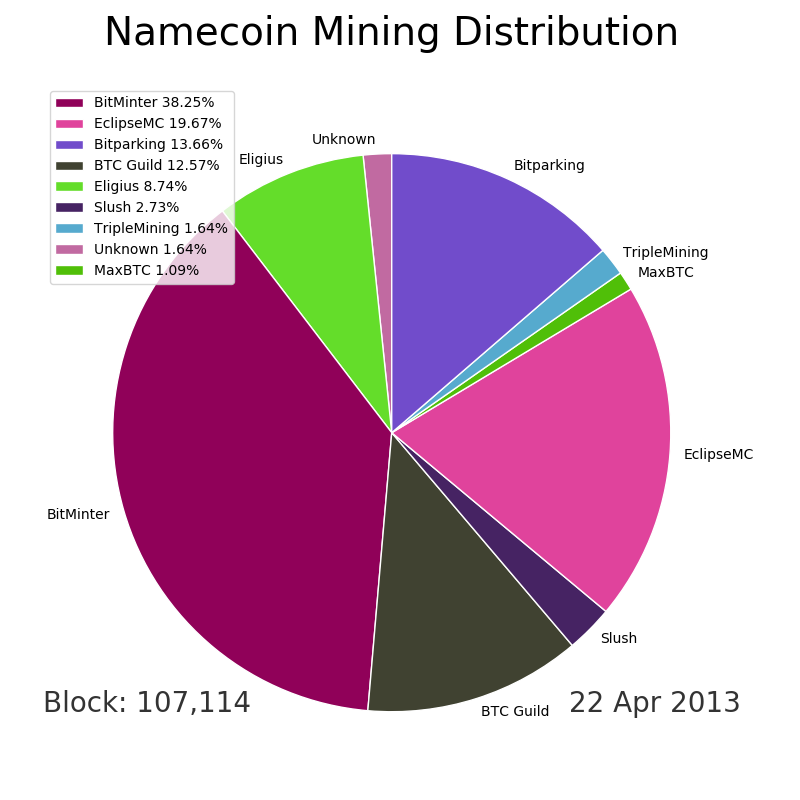 Namecoin Mining Distribution
BitMinter 38.25%
EclipseMC 19.67%
Bitparking 13.66%
BTC Guild 12.57%
Eligius 8.74%
Slush 2.73%
TripleMining 1.64%
Unknown 1.64%
MaxBTC 1.09%
Unknown
Eligius
Bitparking
TripleMining
MaxBTC
EclipseMC
BitMinter
Slush
BTC Guild
Block: 107,114
22 Apr 2013